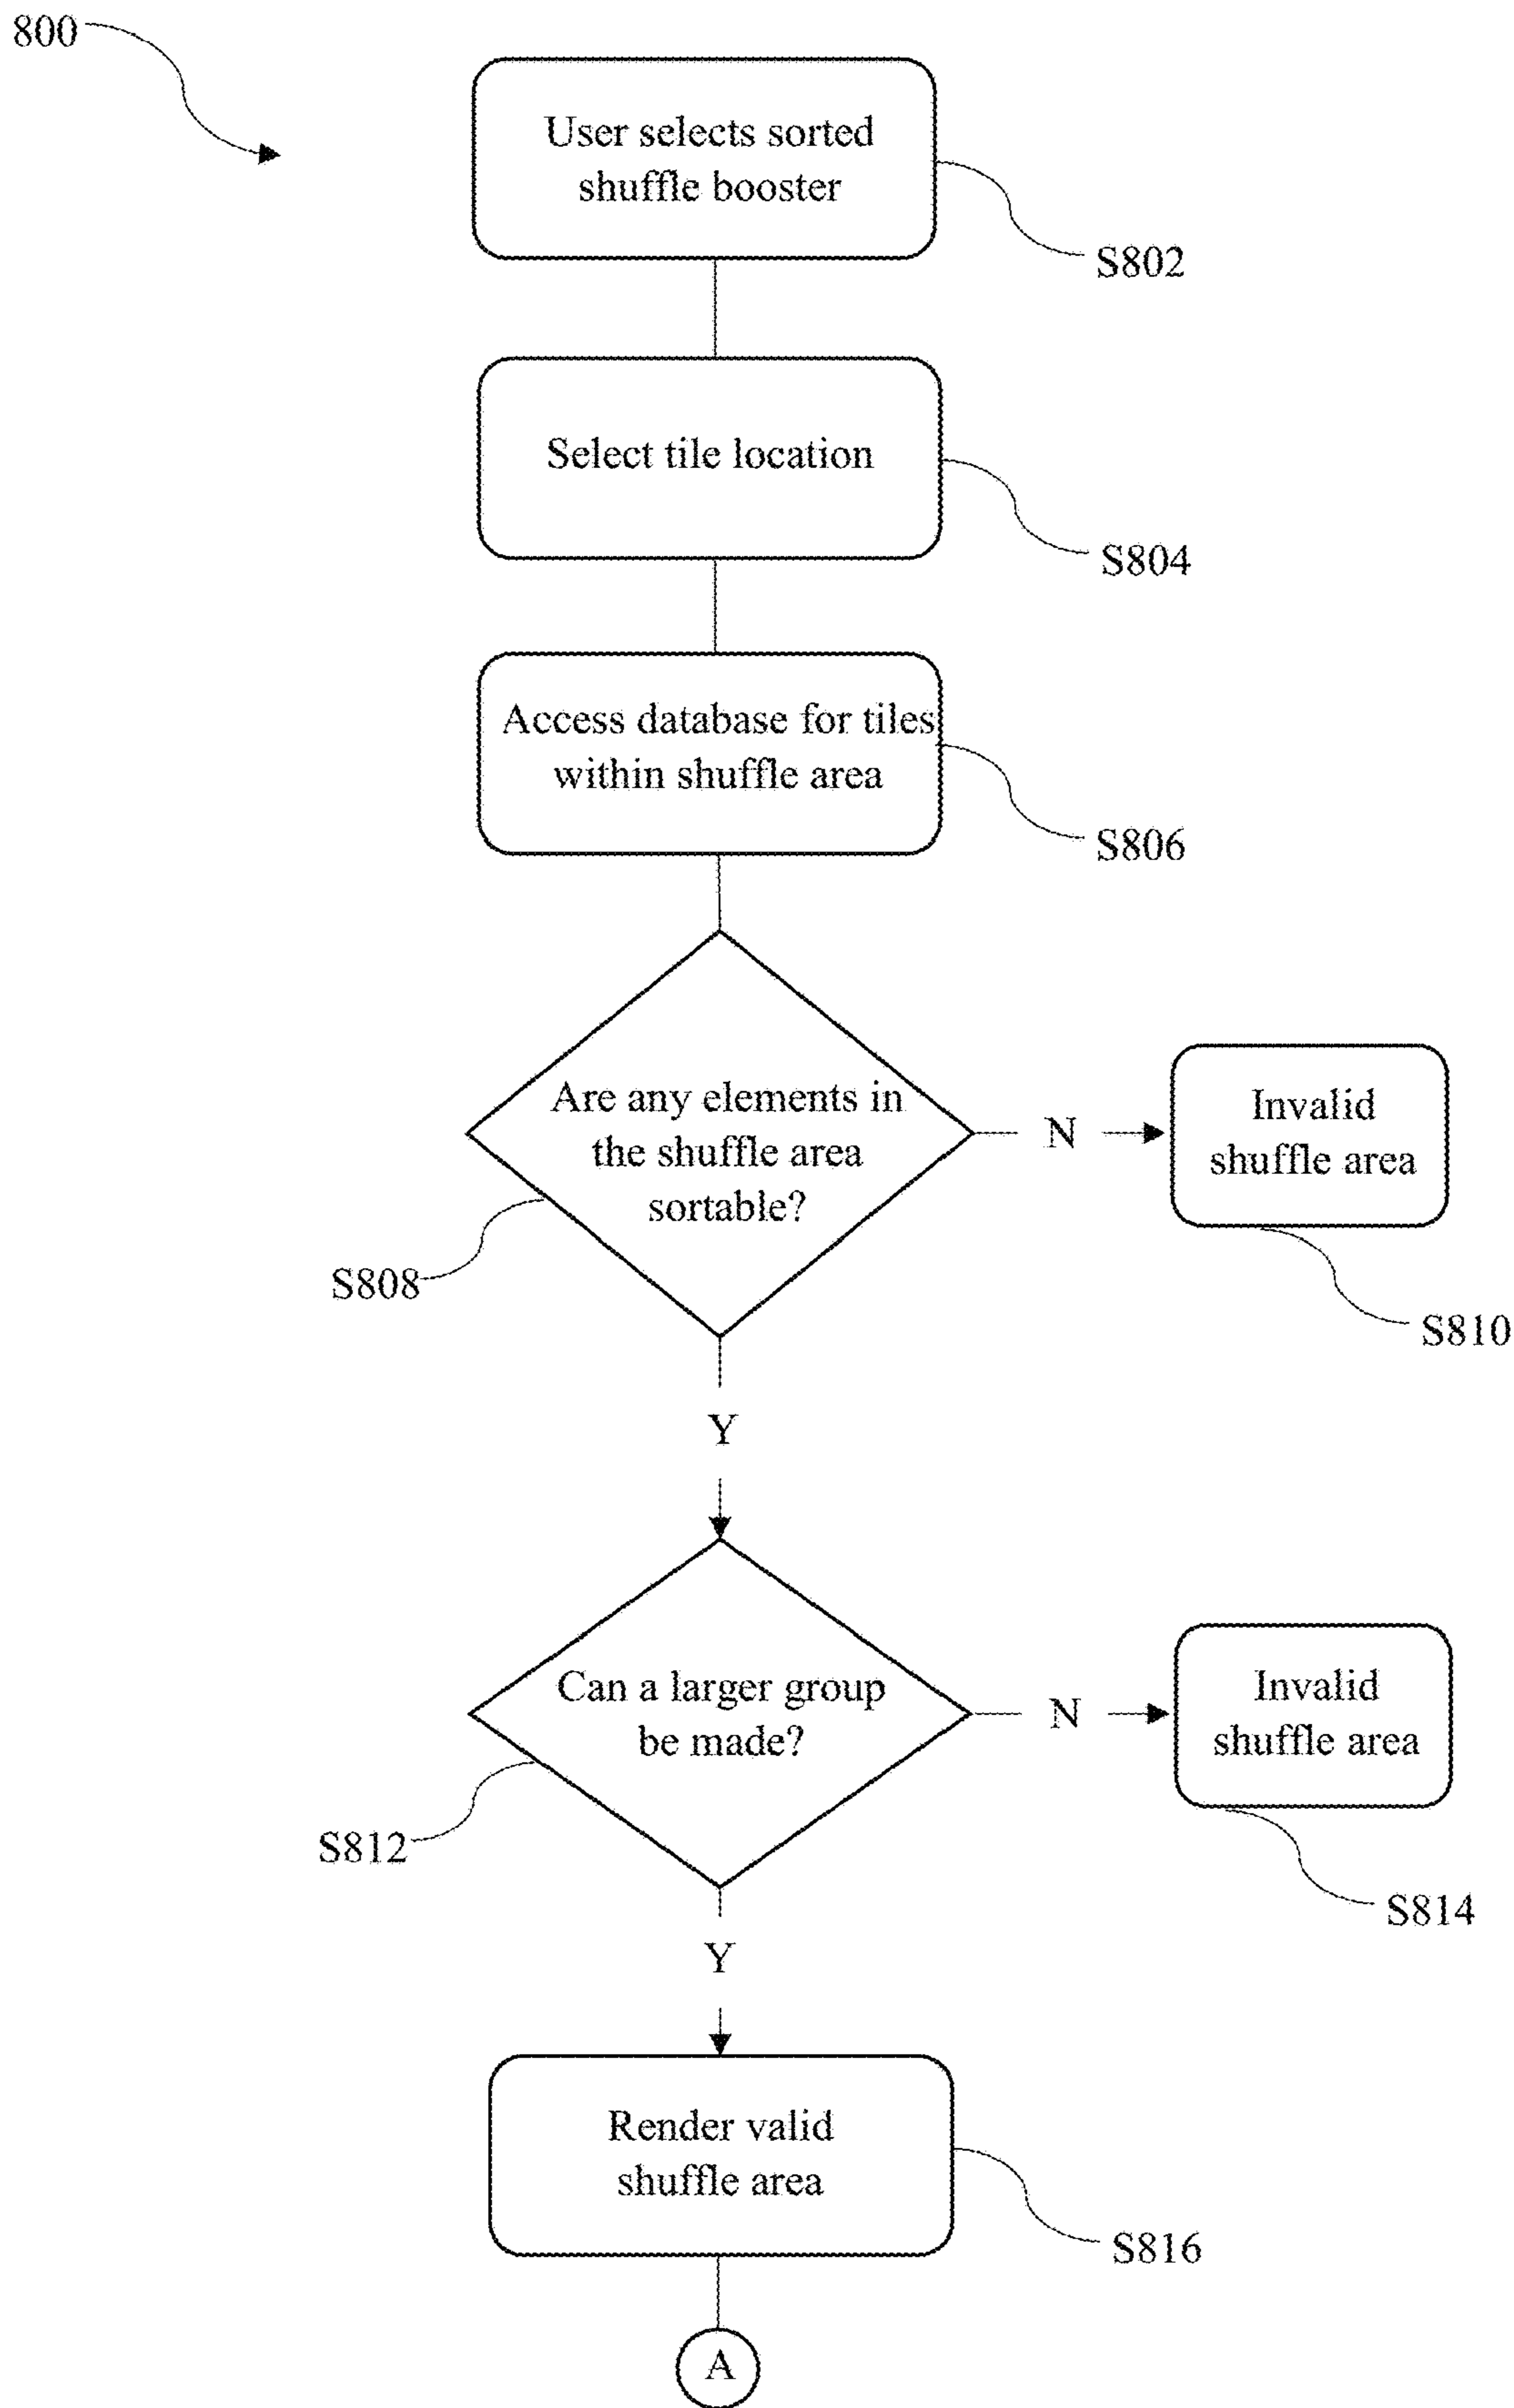 800
User selects sorted
shuffle booster
S802
Select tile location
S804
Access database for tiles
within shuffle area
S806
Are any elements in
the shuffle area
sortable?
N
Invalid
shuffle area
S808
S810
Y
Can a larger group
be made?
N
Invalid
shuffle area
S812
S814
Y
Render valid
shuffle area
S816
A